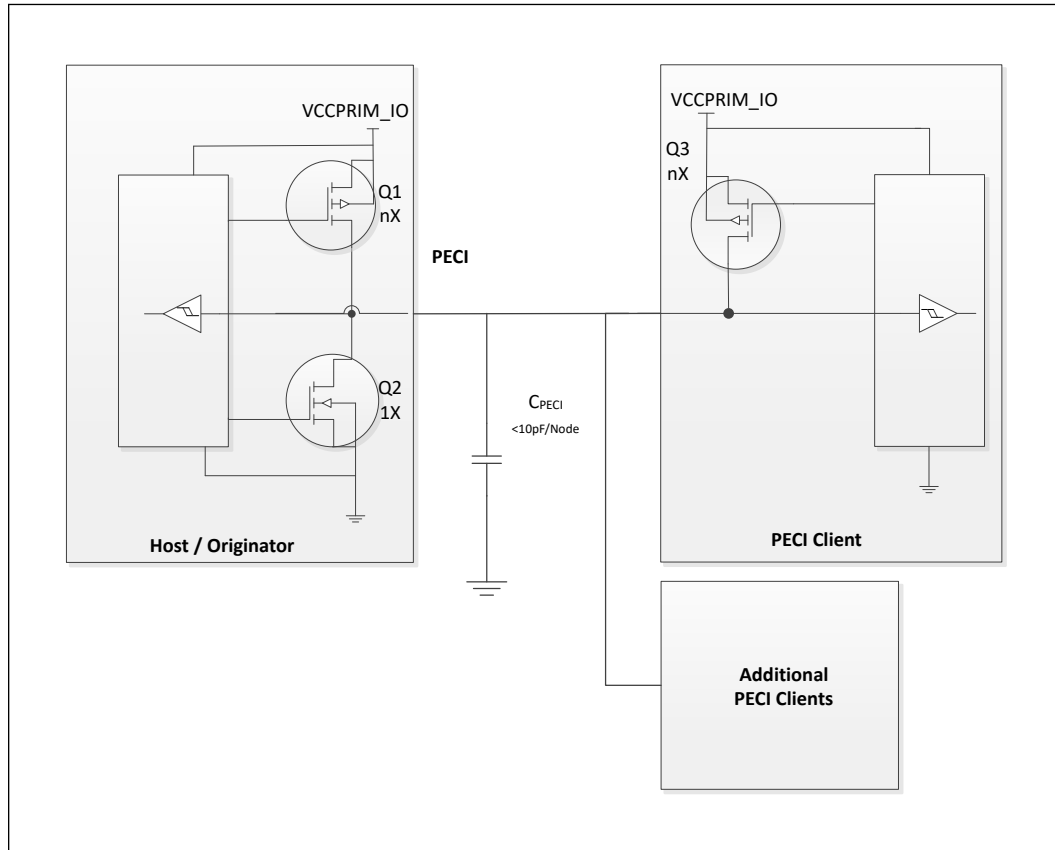 VCCPRIM_IO
Q1
nX
PECI
Q2
1X
Host / Originator
CPECI
<10pF/Node
VCCPRIM_IO
Q3
nX
PECI Client
Additional
PECI Clients